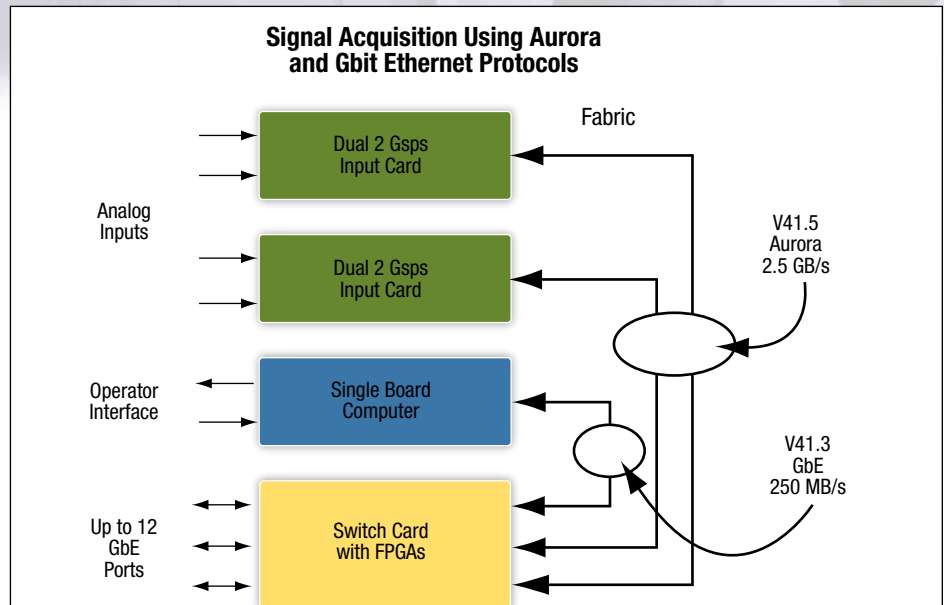 Signal Acquisition Using Aurora
and Gbit Ethernet Protocols
Fabric
Dual 2 Gsps
Input Card
Analog
Inputs
Dual 2 Gsps
Input Card
V41.5
Aurora
2.5 GB/s
Operator
Interface
Single Board
Computer
V41.3
GbE
250 MB/s
Up to 12
GbE
Ports
Switch Card
with FPGAs